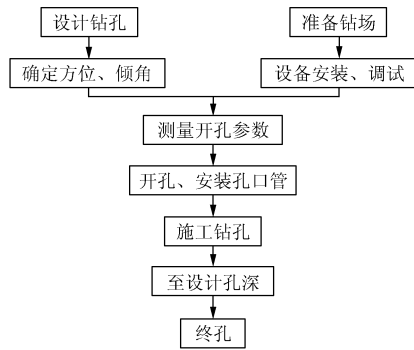 设计钻孔
准备钻场
确定方位、倾角
设备安装、调试
测量开孔参数
开孔、安装孔口管
施工钻孔
至设计孔深
终孔